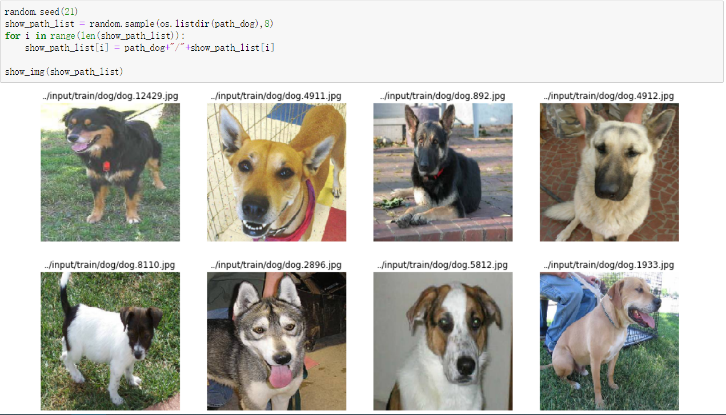 random.seed(21)
show_path_list = random.sample(os.listdir(path_dog),8)
for i in range(len(show_path_list)):
    show_path_list[i] = path_dog+"/"+show_path_list[i]
show_img(show_path_list)
../input/train/dog/dog.12429.jpg
../input/train/dog/dog.4911.jpg
../input/train/dog/dog.892.jpg
../input/train/dog/dog.4912.jpg
../input/train/dog/dog.8110.jpg
../input/train/dog/dog.2896.jpg
../input/train/dog/dog.5812.jpg
../input/train/dog/dog.1933.jpg